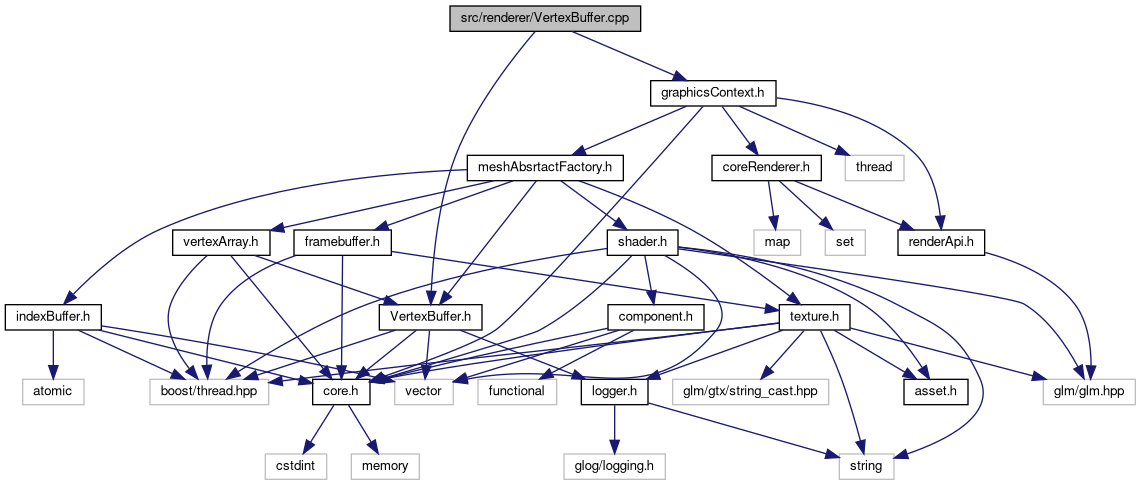 src/renderer/VertexBuffer.cpp
graphicsContext.h
meshAbsrtactFactory.h
coreRenderer.h
thread
vertexArray.h
framebuffer.h
shader.h
map
set
renderApi.h
indexBuffer.h
VertexBuffer.h
component.h
texture.h
atomic
boost/thread.hpp
core.h
vector
functional
logger.h
glm/gtx/string_cast.hpp
asset.h
glm/glm.hpp
cstdint
memory
glog/logging.h
string